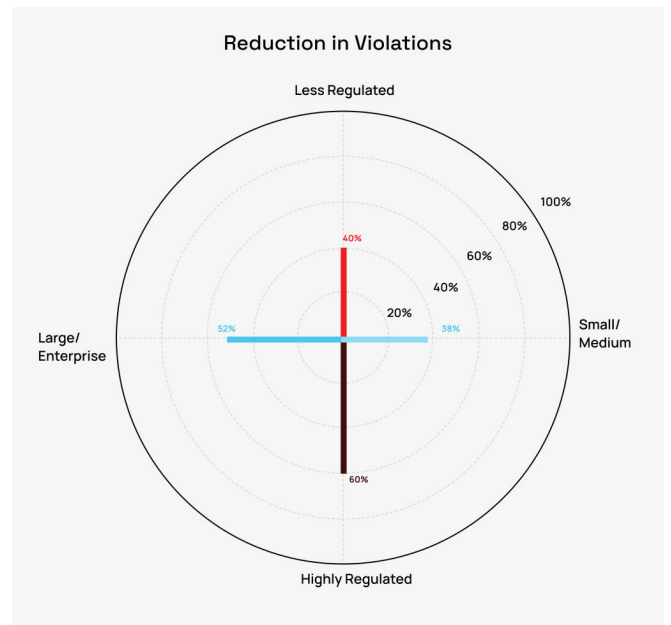 Reduction in Violations
Less Regulated
100%
80%
40%
60%
40%
20%
52%
38%
Large/
Enterprise
Small/
Medium
60%
Highly Regulated